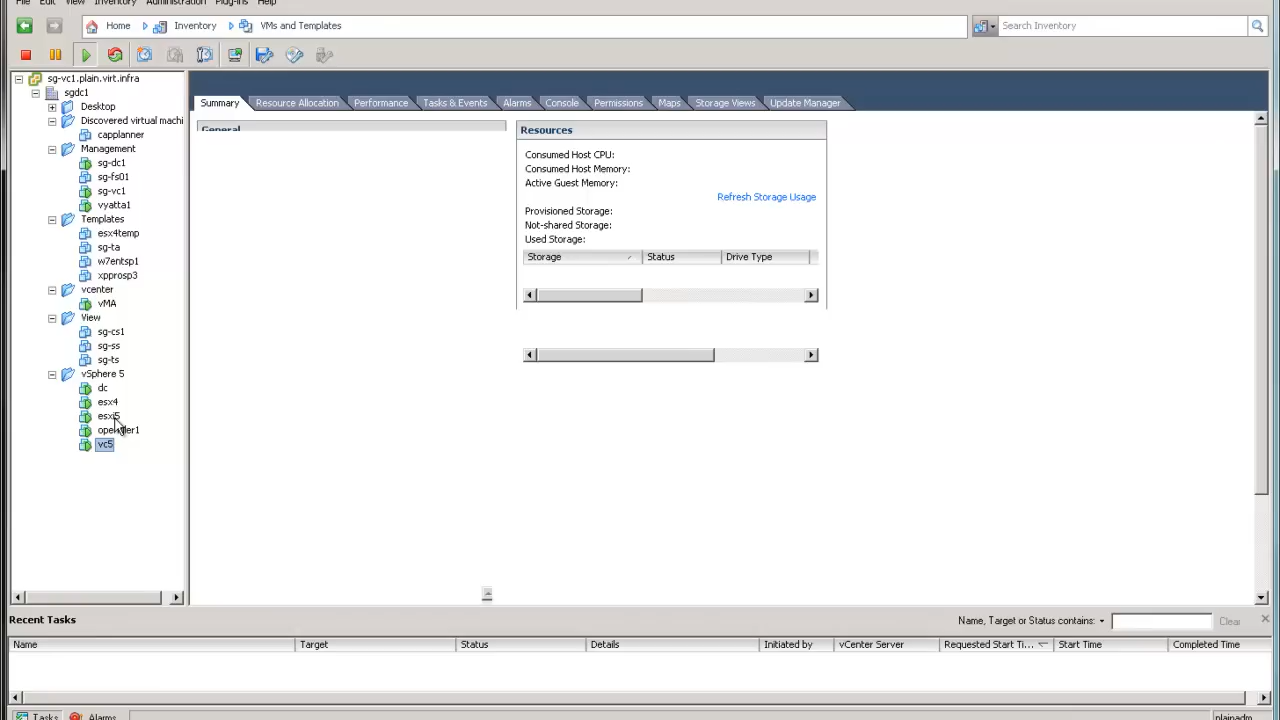 File Edit View Inventory Administration Plug-ins Help
Home Inventory VMs and Templates Search Inventory
sg-vc1.plain.virt.infra
sgdc1
Desktop
Discovered virtual machi
capplanner
Management
sg-dc1
sg-fs01
sg-vc1
vyatta1
Templates
esx4temp
sg-ta
w7entsp1
xpprosp3
vcenter
vMA
View
sg-cs1
sg-ss
sg-ts
vSphere 5
dc
esx4
esxi5
vc5
Summary Resource Allocation Performance Tasks & Events Alarms Console Permissions Maps Storage Views Update Manager
General
Resources
Consumed Host CPU:
Consumed Host Memory:
Active Guest Memory:
Refresh Storage Usage
Provisioned Storage:
Not-shared Storage:
Used Storage:
Storage Status Drive Type
Recent Tasks Name, Target or Status contains: Clear
Name Target Status Details Initiated by vCenter Server Requested Start Ti... Start Time Completed Time
Tasks Alarms plainadm